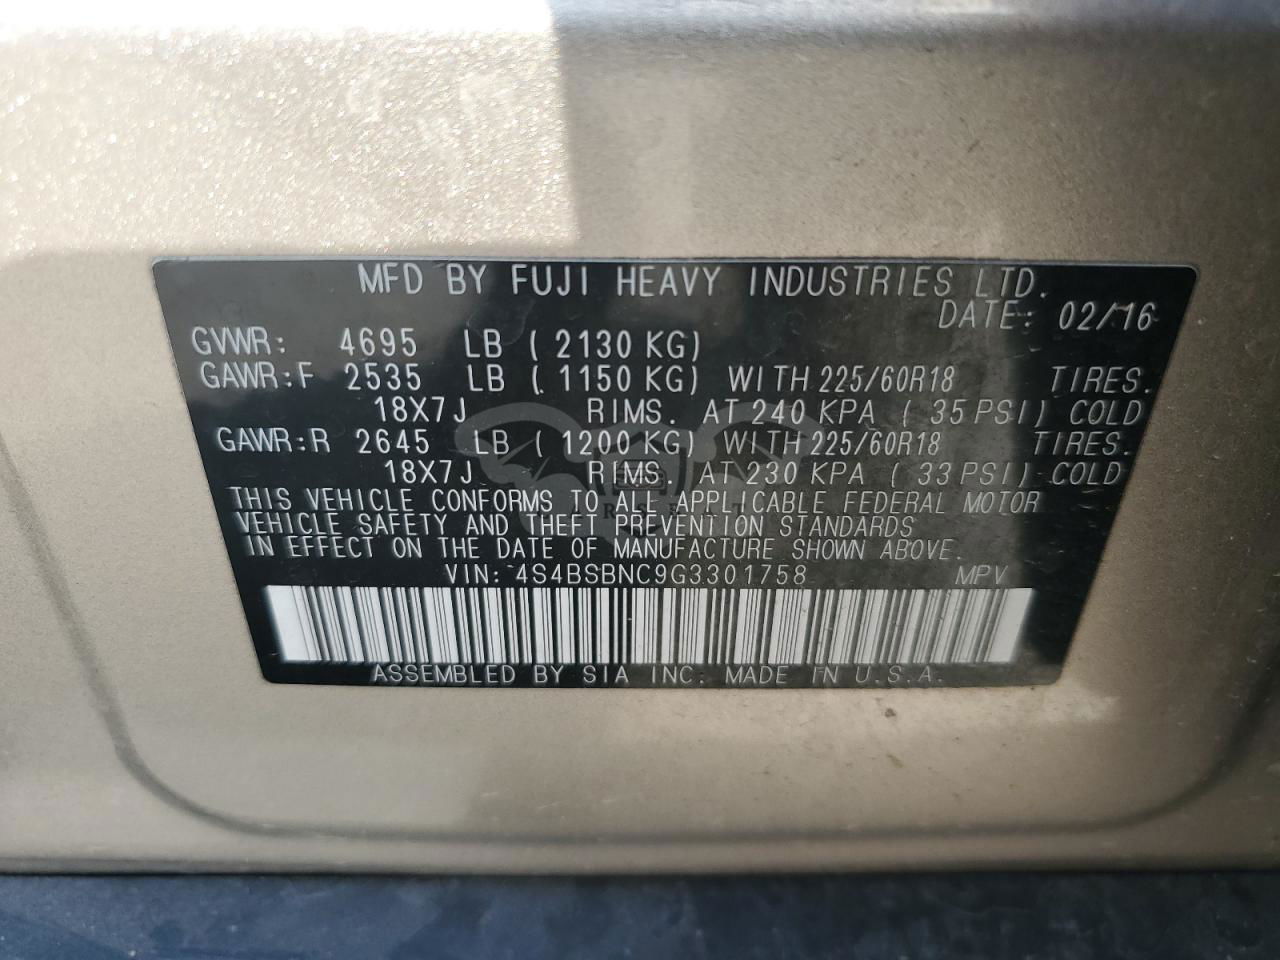 MFD BY FUJI HEAVY INDUSTRIES LTD.
DATE: 02/16
GVWR: 4695 LB ( 2130 KG)
GAWR:F 2535 LB ( 1150 KG) WITH 225/60R18 TIRES.
18X7J RIMS. AT 240 KPA ( 35 PSI) COLD
GAWR:R 2645 LB ( 1200 KG) WITH 225/60R18 TIRES.
18X7J RIMS. AT 230 KPA ( 33 PSI) COLD
THIS VEHICLE CONFORMS TO ALL APPLICABLE FEDERAL MOTOR
VEHICLE SAFETY AND THEFT PREVENTION STANDARDS
IN EFFECT ON THE DATE OF MANUFACTURE SHOWN ABOVE.
VIN: 4S4BSBNC9G3301758 MPV
ASSEMBLED BY SIA INC. MADE IN U.S.A.